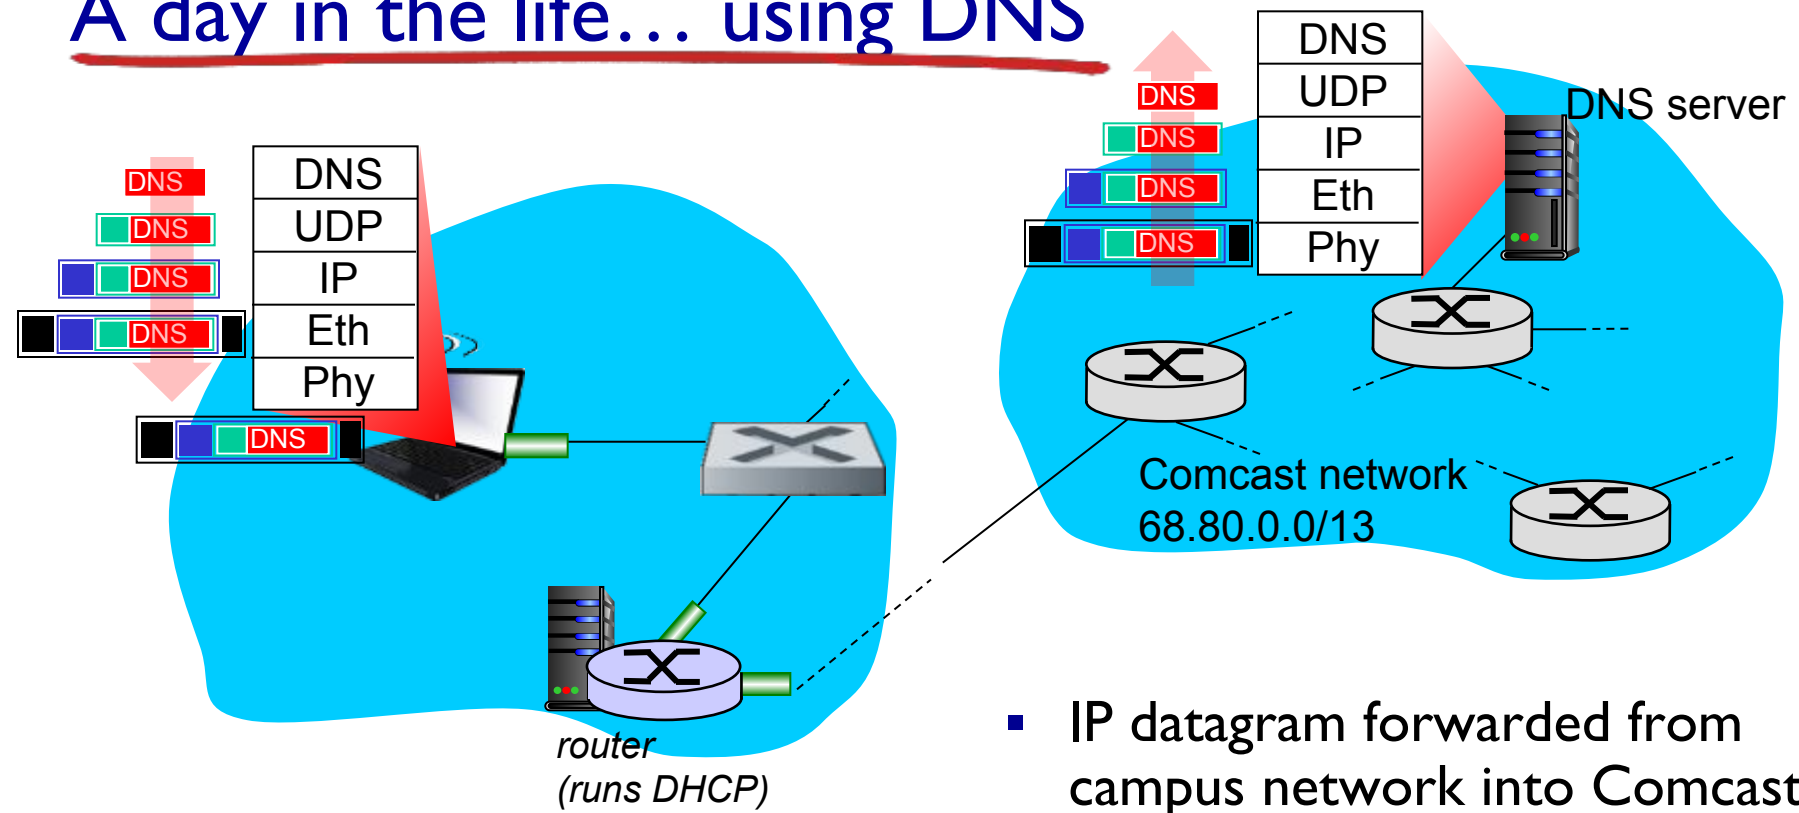 A day in the life… using DNS
DNS
DNS
DNS
DNS
DNS
UDP
IP
Eth
Phy
DNS
DNS
DNS
DNS
DNS
DNS
UDP
IP
Eth
Phy
DNS server
Comcast network
68.80.0.0/13
router
(runs DHCP)
▪ IP datagram forwarded from
campus network into Comcast